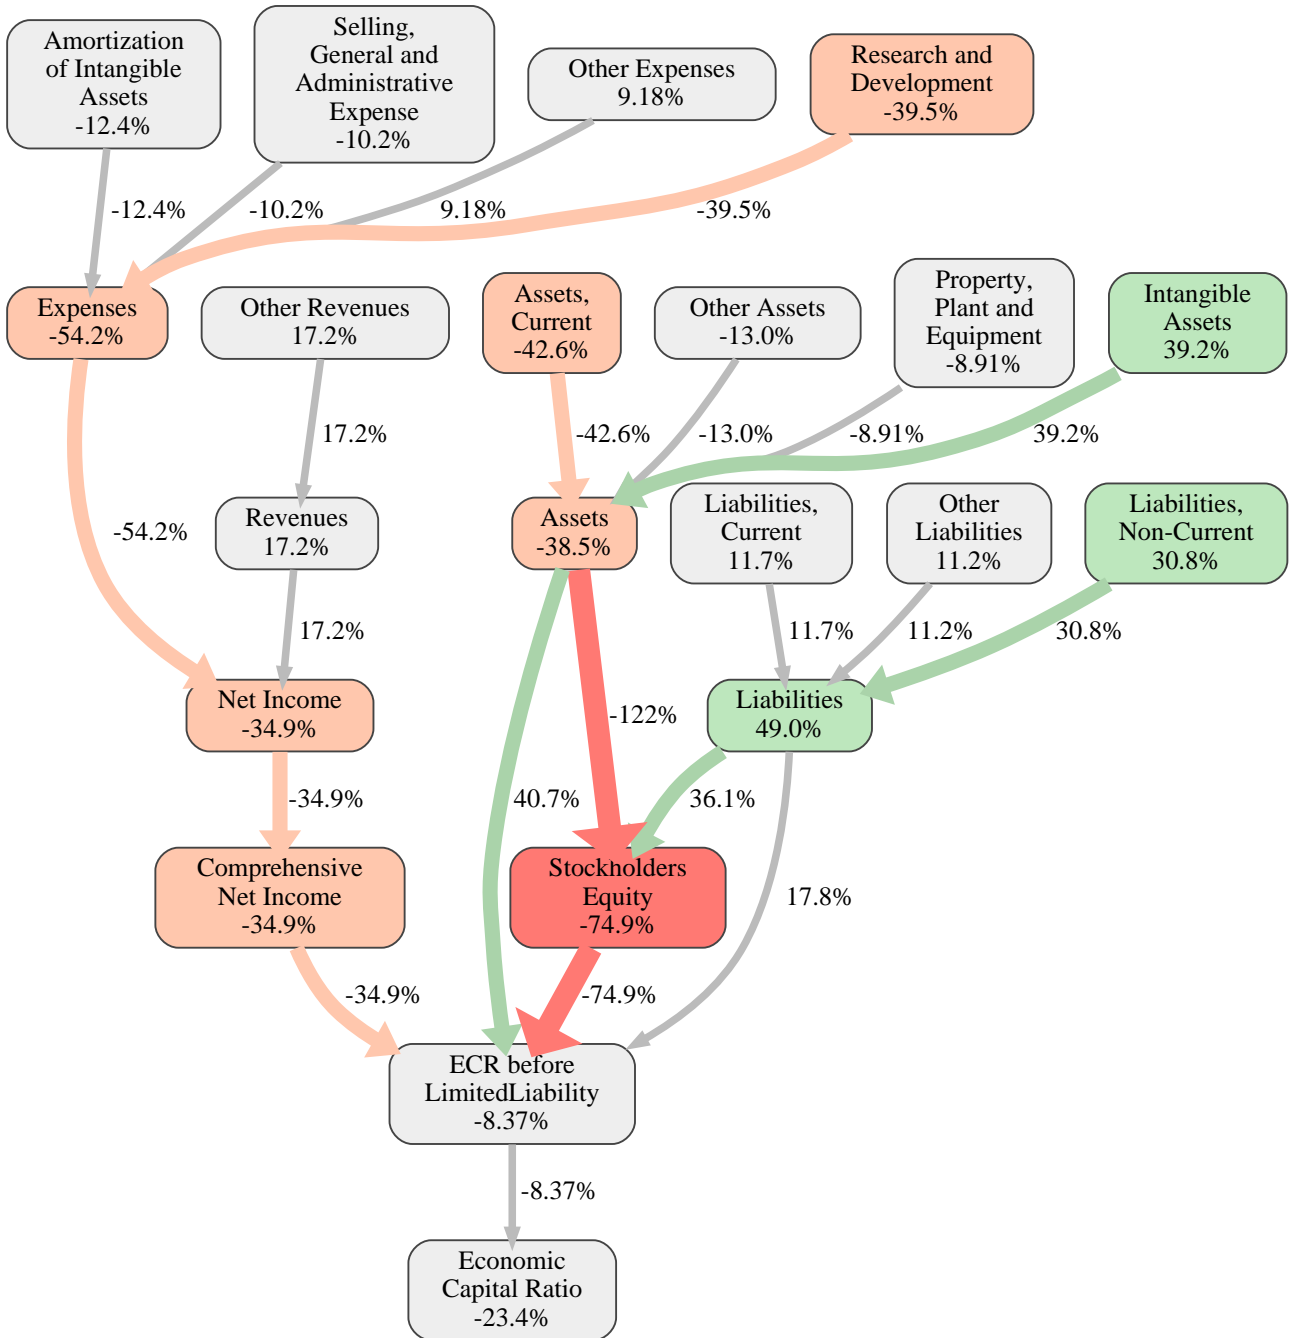 Amortization
of Intangible
Assets
-12.4%
Selling,
General and
Administrative
Expense
-10.2%
Other Expenses
9.18%
Research and
Development
-39.5%
-12.4%
-10.2%
9.18%
-39.5%
Expenses
-54.2%
Other Revenues
17.2%
Assets,
Current
-42.6%
Other Assets
-13.0%
Property,
Plant and
Equipment
-8.91%
Intangible
Assets
39.2%
17.2%
-42.6%
-13.0%
-8.91%
39.2%
-54.2%
Revenues
17.2%
Assets
-38.5%
Liabilities,
Current
11.7%
Other
Liabilities
11.2%
Liabilities,
Non-Current
30.8%
17.2%
11.7%
11.2%
30.8%
Net Income
-34.9%
-122%
Liabilities
49.0%
-34.9%
40.7%
36.1%
17.8%
Comprehensive
Net Income
-34.9%
Stockholders
Equity
-74.9%
-34.9%
-74.9%
ECR before
LimitedLiability
-8.37%
-8.37%
Economic
Capital Ratio
-23.4%